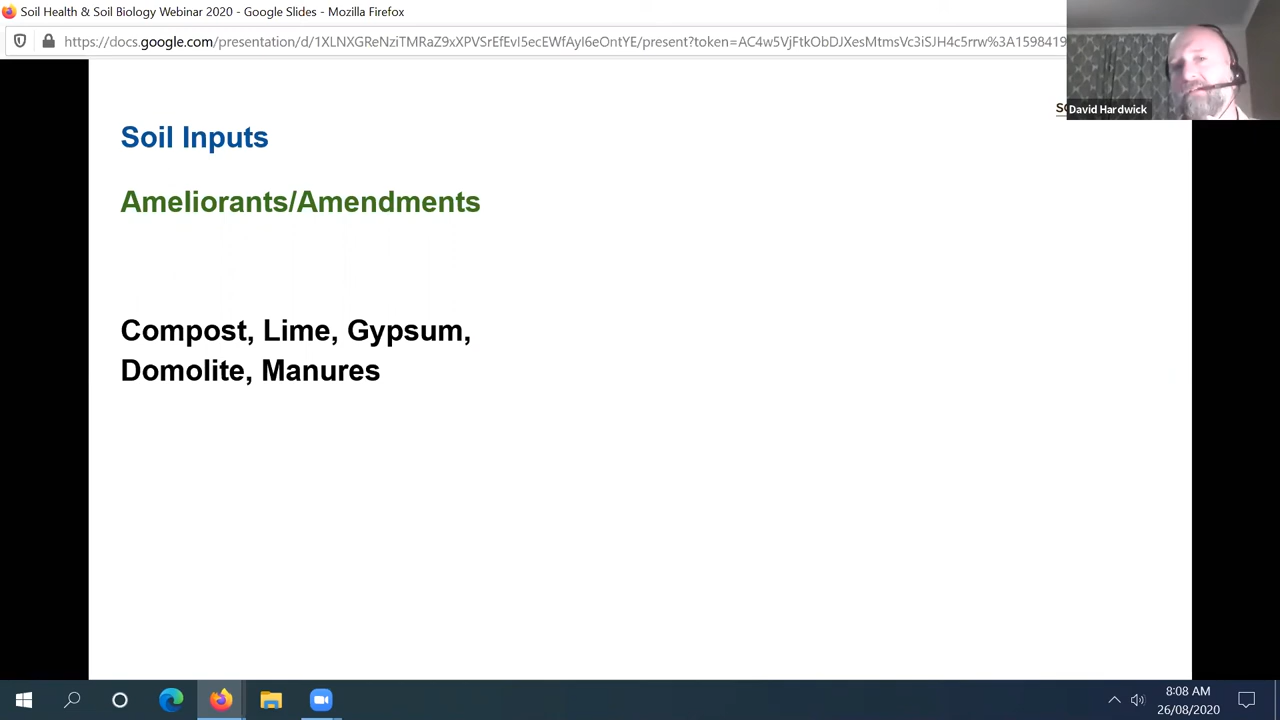 Soil Health & Soil Biology Webinar 2020 - Google Slides - Mozilla Firefox
https://docs.google.com/presentation/d/1XLNXGReNziTMRaZ9xXPVSrEfEvI5ecEWfAyI6eOntYE/present?token=AC4w5VjFtkObDJXesMtmsVc3iSJH4c5rrw%3A1598419
David Hardwick
Soil Inputs
Ameliorants/Amendments
Compost, Lime, Gypsum,
Domolite, Manures
8:08 AM
26/08/2020